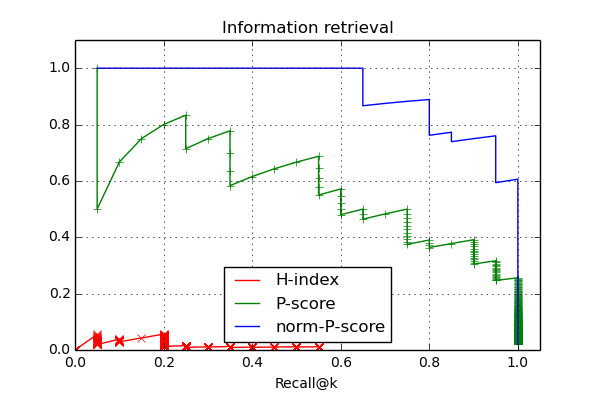 Information retrieval
1.0
0.8
0.6
0.4
0.2
0.0
H-index
P-score
norm-P-score
0.0 0.2 0.4 0.6 0.8 1.0
Recall@k